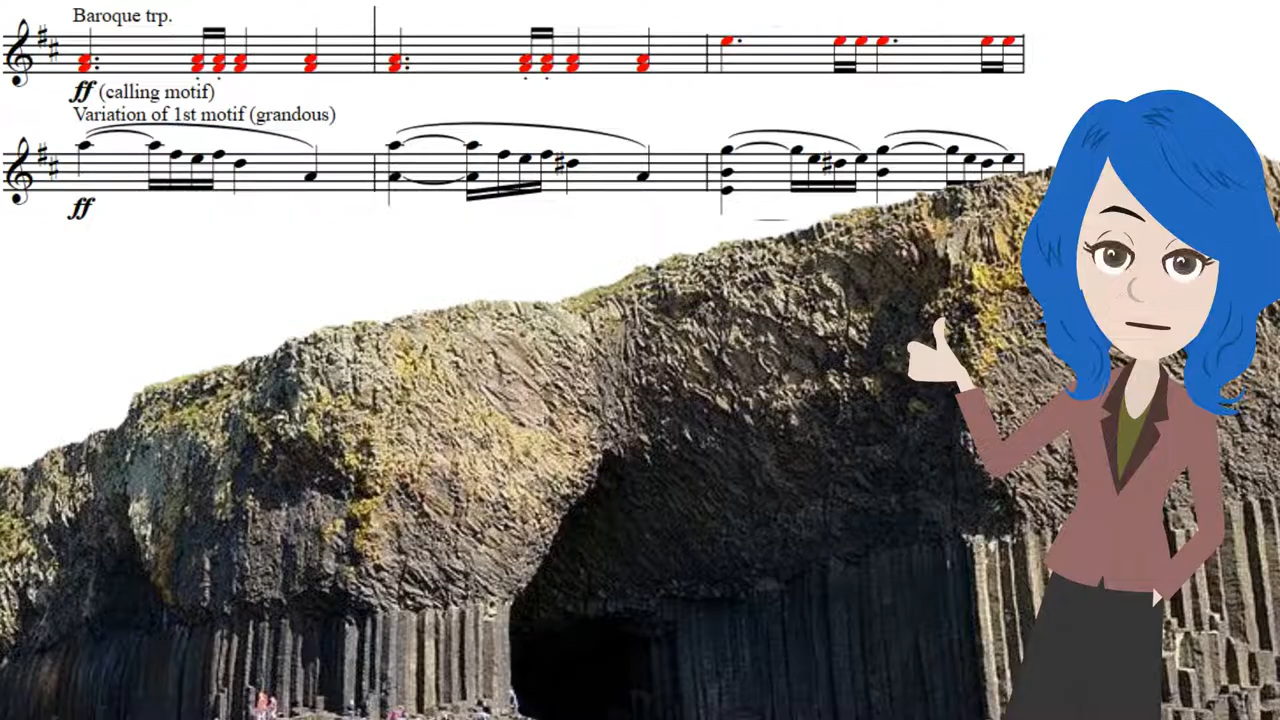 Baroque trp.
ff (calling motif)
Variation of 1st motif (grandous)
ff